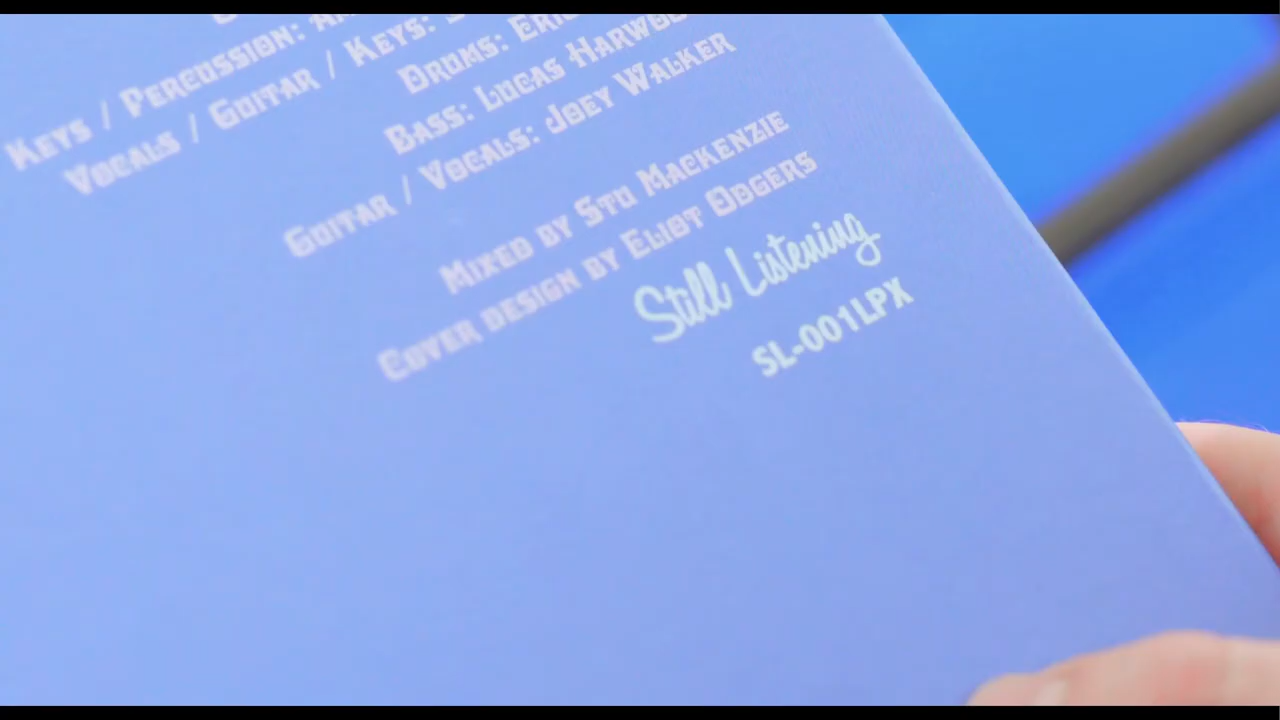 Keys / Percussion:
Vocals / Guitar / Keys:
Drums: Eric
Bass: Lucas
Guitar / Vocals: Joey Walker
Mixed by Stu Mackenzie
Cover design by Eliot Odgers
Still Listening
SL-001LPX